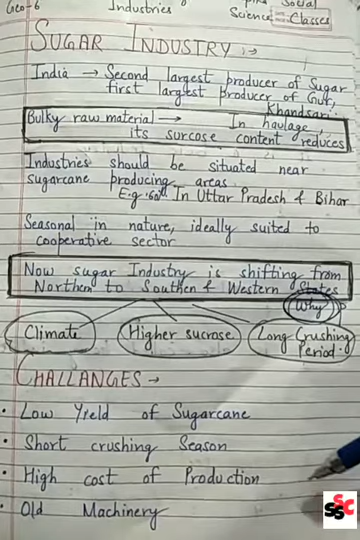 Geo-6 Industries Social
Science Classes
SUGAR INDUSTRY :→
India → Second largest producer of Sugar
first largest producer of Gur,
Khandsari
Bulky raw material → In haulage,
its surcose content reduces
Industries should be situated near
sugarcane producing areas
E.g. 60% In Uttar Pradesh & Bihar
Seasonal in nature, ideally suited to
cooperative sector
Now sugar Industry is shifting from
Northern to Southern & Western States
Why
Climate Higher sucrose Long Crushing
Period.
CHALLANGES →
• Low Yield of Sugarcane
• Short crushing Season
• High cost of Production
• Old Machinery
SSC